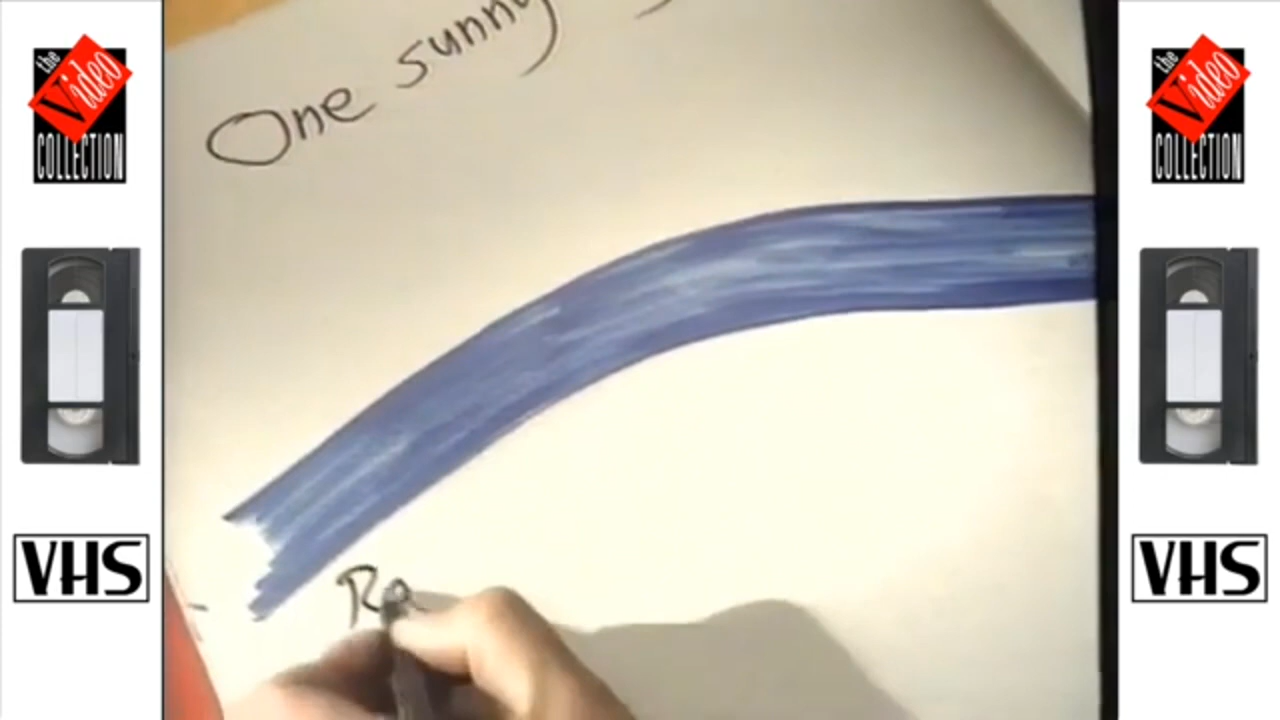 the
Video
COLLECTION
VHS
One sunny
Ra
the
Video
COLLECTION
VHS